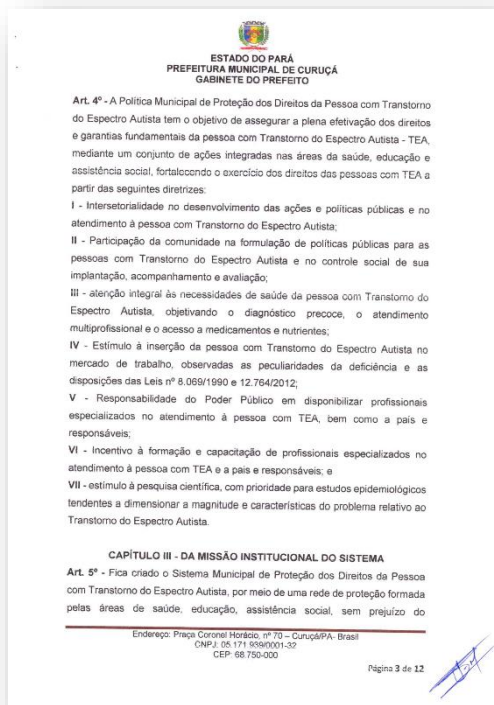 ESTADO DO PARÁ
PREFEITURA MUNICIPAL DE CURUÇÁ
GABINETE DO PREFEITO
Art. 4º - A Política Municipal de Proteção dos Direitos da Pessoa com Transtorno
do Espectro Autista tem o objetivo de assegurar a plena efetivação dos direitos
e garantias fundamentais da pessoa com Transtorno do Espectro Autista - TEA,
mediante um conjunto de ações integradas nas áreas da saúde, educação e
assistência social, fortalecendo o exercício dos direitos das pessoas com TEA a
partir das seguintes diretrizes:
I - Intersetorialidade no desenvolvimento das ações e políticas públicas e no
atendimento à pessoa com Transtorno do Espectro Autista;
II - Participação da comunidade na formulação de políticas públicas para as
pessoas com Transtorno do Espectro Autista e no controle social de sua
implantação, acompanhamento e avaliação;
III - atenção integral às necessidades de saúde da pessoa com Transtorno do
Espectro Autista, objetivando o diagnóstico precoce, o atendimento
multiprofissional e o acesso a medicamentos e nutrientes;
IV - Estímulo à inserção da pessoa com Transtorno do Espectro Autista no
mercado de trabalho, observadas as peculiaridades da deficiência e as
disposições das Leis nº 8.069/1990 e 12.764/2012;
V - Responsabilidade do Poder Público em disponibilizar profissionais
especializados no atendimento à pessoa com TEA, bem como a pais e
responsáveis;
VI - Incentivo à formação e capacitação de profissionais especializados no
atendimento à pessoa com TEA e a pais e responsáveis; e
VII - estímulo à pesquisa científica, com prioridade para estudos epidemiológicos
tendentes a dimensionar a magnitude e características do problema relativo ao
Transtorno do Espectro Autista.
CAPÍTULO III - DA MISSÃO INSTITUCIONAL DO SISTEMA
Art. 5º - Fica criado o Sistema Municipal de Proteção dos Direitos da Pessoa
com Transtorno do Espectro Autista, por meio de uma rede de proteção formada
pelas áreas de saúde, educação, assistência social, sem prejuízo do
Endereço: Praça Coronel Horácio, nº 70 – Curuçá/PA- Brasil
CNPJ: 05.171.939/0001-32
CEP: 68.750-000
Página 3 de 12